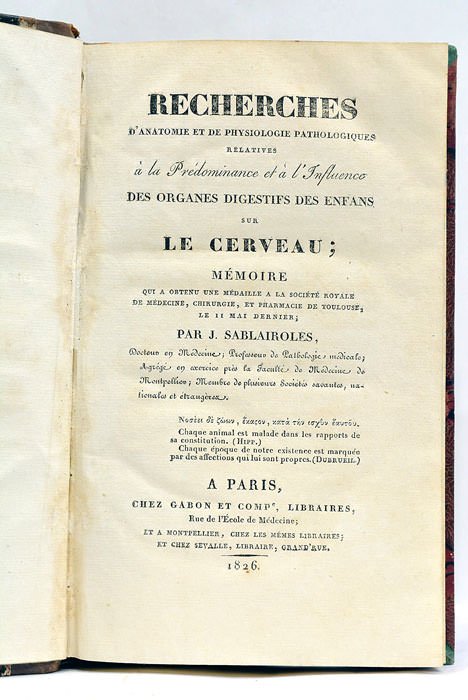 RECHERCHES
D'ANATOMIE ET DE PHYSIOLOGIE PATHOLOGIQUES
RELATIVES
à la Prédominance et à l'Influence
DES ORGANES DIGESTIFS DES ENFANS
SUR
LE CERVEAU;
MÉMOIRE
QUI A OBTENU UNE MÉDAILLE A LA SOCIÉTÉ ROYALE
DE MÉDECINE, CHIRURGIE, ET PHARMACIE DE TOULOUSE,
LE 11 MAI DERNIER;
PAR J. SABLAIROLES,
Docteur en Médecine; Professeur de Pathologie médicale;
Agrégé en exercice près la Faculté de Médecine de
Montpellier; Membre de plusieurs Sociétés savantes, na-
tionales et étrangères.
Νοσέει δὲ ζώων, ἕκαϛον, κατὰ τὴν ισχὺν ἑαυτοῦ.
Chaque animal est malade dans les rapports de
sa constitution. (HIPP.)
Chaque époque de notre existence est marquée
par des affections qui lui sont propres. (DUBRUEIL.)
A PARIS,
CHEZ GABON ET COMPe, LIBRAIRES,
Rue de l'École de Médecine;
ET A MONTPELLIER, CHEZ LES MÊMES LIBRAIRES;
ET CHEZ SEVALLE, LIBRAIRE, GRAND'RUE.
1826.